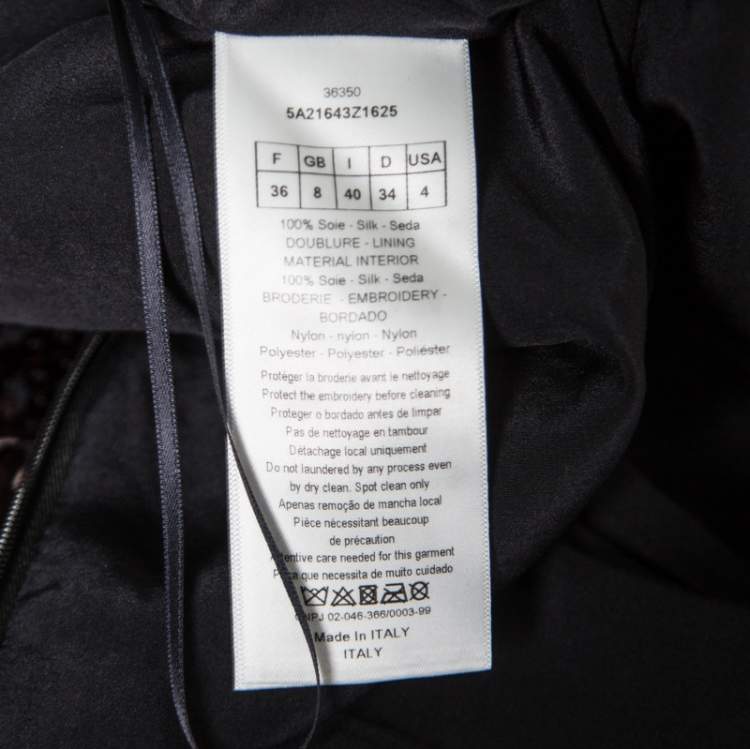 36350
5A21643Z1625
F GB I D USA
36 8 40 34 4
100% Soie - Silk - Seda
DOUBLURE - LINING
MATERIAL INTERIOR
100% Soie - Silk - Seda
BRODERIE - EMBROIDERY -
BORDADO
Nylon - nylon - Nylon
Polyester - Polyester - Poliéster
Protéger la broderie avant le nettoyage
Protect the embroidery before cleaning
Proteger o bordado antes de limpar
Pas de nettoyage en tambour
Détachage local uniquement
Do not laundered by any process even
by dry clean. Spot clean only
Apenas remoção de mancha local
Pièce nécessitant beaucoup
de précaution
care needed for this garment
que necessita de muito cuidado
02-046-366/0003-99
Made In ITALY
ITALY